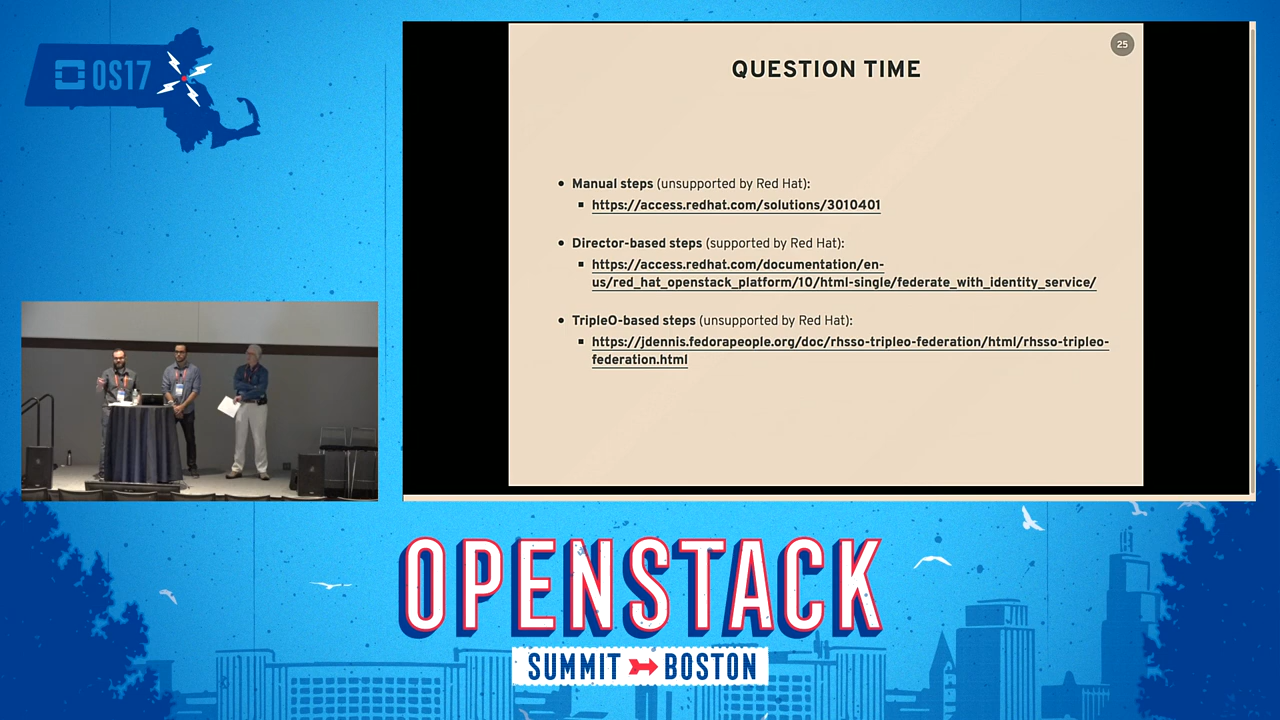 OS17
25
QUESTION TIME
• Manual steps (unsupported by Red Hat):
▪ https://access.redhat.com/solutions/3010401
• Director-based steps (supported by Red Hat):
▪ https://access.redhat.com/documentation/en-
us/red_hat_openstack_platform/10/html-single/federate_with_identity_service/
• TripleO-based steps (unsupported by Red Hat):
▪ https://jdennis.fedorapeople.org/doc/rhsso-tripleo-federation/html/rhsso-tripleo-
federation.html
OPENSTACK
SUMMIT BOSTON